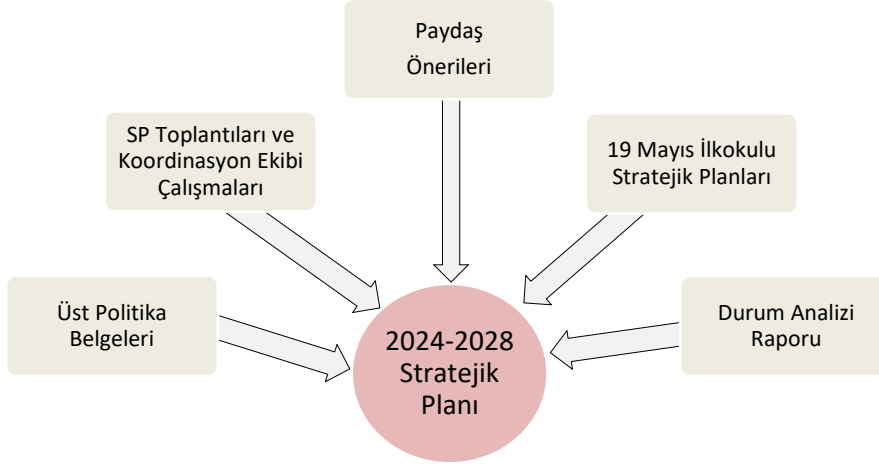 Paydaş
Önerileri
SP Toplantıları ve
Koordinasyon Ekibi
Çalışmaları
19 Mayıs İlkokulu
Stratejik Planları
Üst Politika
Belgeleri
Durum Analizi
Raporu
2024-2028
Stratejik
Planı